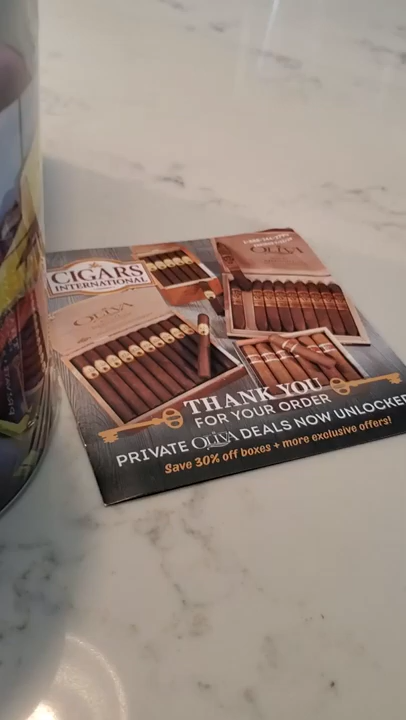 CIGARS
INTERNATIONAL
OLIVA
OLIVA
THANK YOU
FOR YOUR ORDER
PRIVATE OLIVA DEALS NOW UNLOCKED
Save 30% off boxes + more exclusive offers!